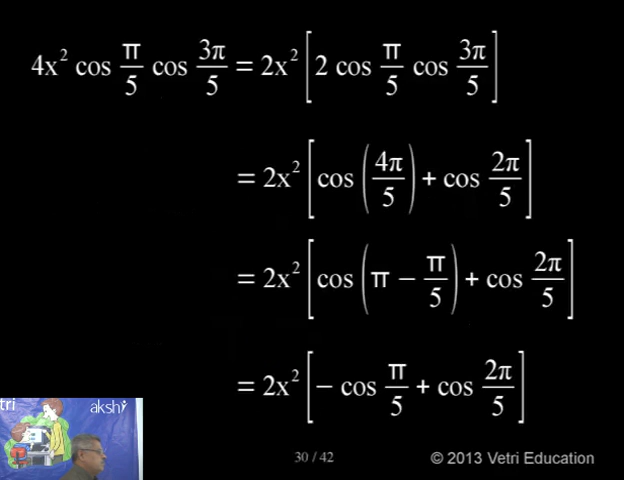 4x² cos π/5 cos 3π/5 = 2x² [2 cos π/5 cos 3π/5]
= 2x² [cos (4π/5) + cos 2π/5]
= 2x² [cos (π − π/5) + cos 2π/5]
= 2x² [− cos π/5 + cos 2π/5]
tri
akshi
30 / 42
© 2013 Vetri Education